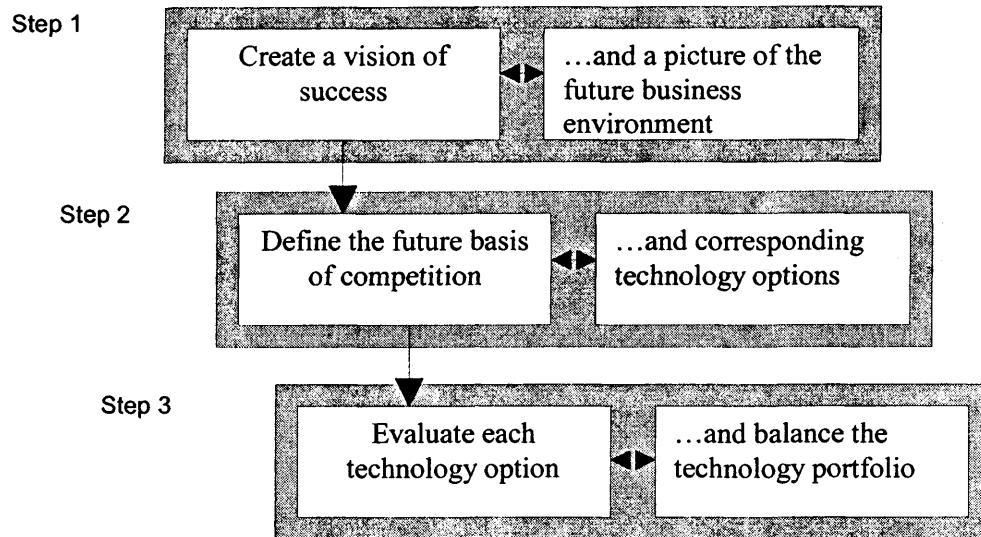 Step 1
Create a vision of
success
…and a picture of the
future business
environment
Step 2
Define the future basis
of competition
…and corresponding
technology options
Step 3
Evaluate each
technology option
…and balance the
technology portfolio